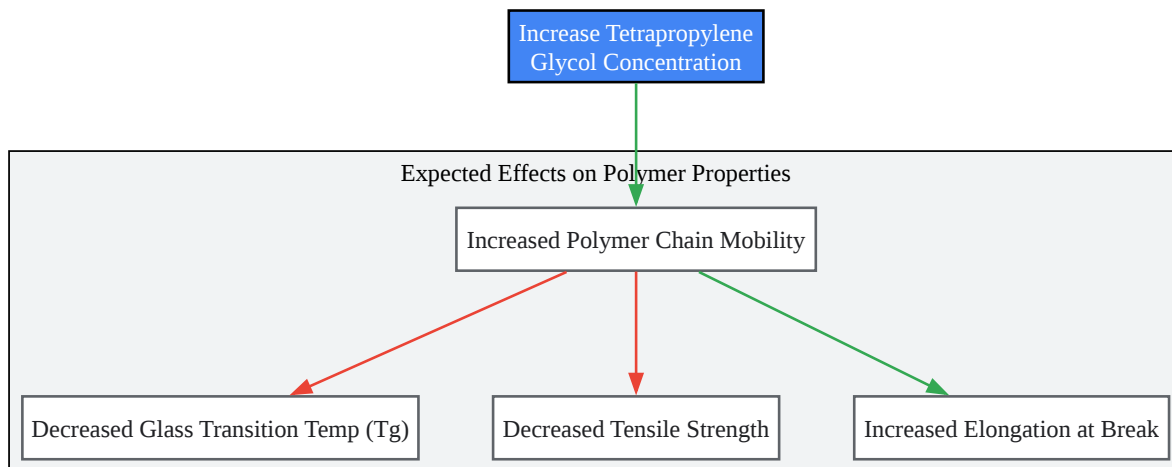 Increase Tetrapropylene
Glycol Concentration
Expected Effects on Polymer Properties
Increased Polymer Chain Mobility
Decreased Glass Transition Temp (Tg)
Decreased Tensile Strength
Increased Elongation at Break